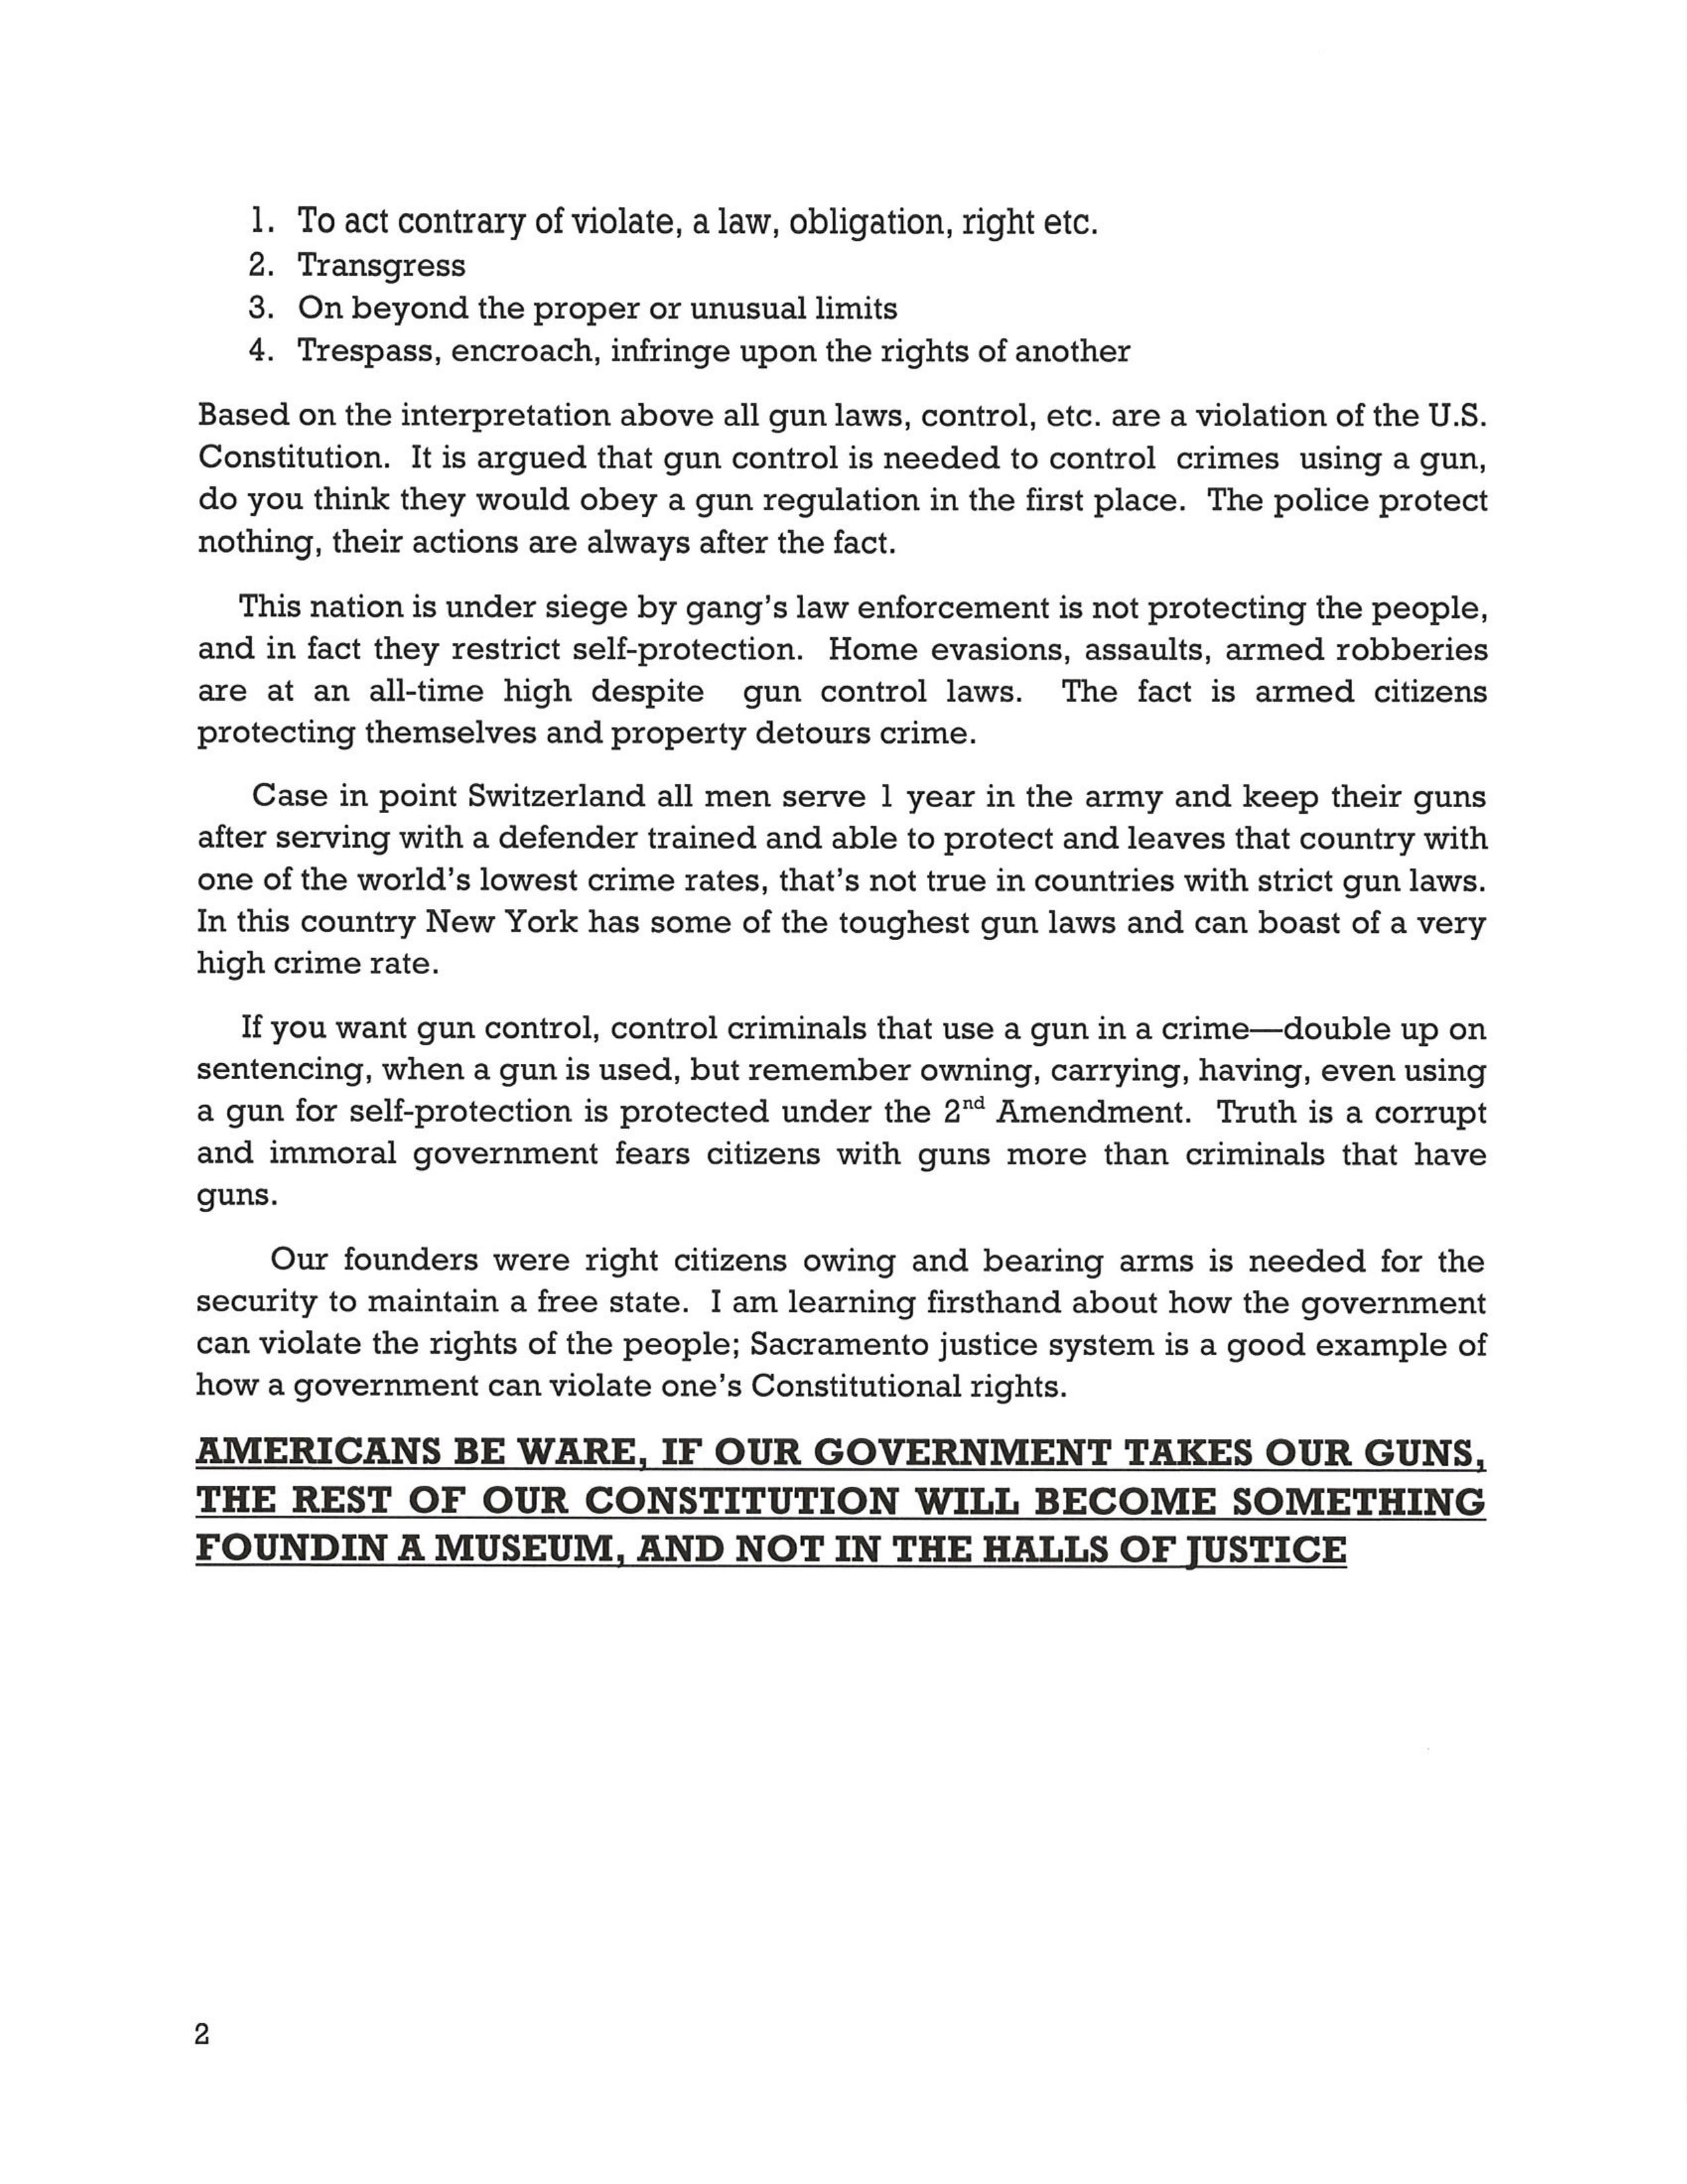 1. To act contrary of violate, a law, obligation, right etc.
2. Transgress
3. On beyond the proper or unusual limits
4. Trespass, encroach, infringe upon the rights of another
Based on the interpretation above all gun laws, control, etc. are a violation of the U.S.
Constitution. It is argued that gun control is needed to control crimes using a gun,
do you think they would obey a gun regulation in the first place. The police protect
nothing, their actions are always after the fact.
This nation is under siege by gang's law enforcement is not protecting the people,
and in fact they restrict self-protection. Home evasions, assaults, armed robberies
are at an all-time high despite gun control laws. The fact is armed citizens
protecting themselves and property detours crime.
Case in point Switzerland all men serve 1 year in the army and keep their guns
after serving with a defender trained and able to protect and leaves that country with
one of the world's lowest crime rates, that's not true in countries with strict gun laws.
In this country New York has some of the toughest gun laws and can boast of a very
high crime rate.
If you want gun control, control criminals that use a gun in a crime—double up on
sentencing, when a gun is used, but remember owning, carrying, having, even using
a gun for self-protection is protected under the 2nd Amendment. Truth is a corrupt
and immoral government fears citizens with guns more than criminals that have
guns.
Our founders were right citizens owing and bearing arms is needed for the
security to maintain a free state. I am learning firsthand about how the government
can violate the rights of the people; Sacramento justice system is a good example of
how a government can violate one's Constitutional rights.
AMERICANS BE WARE, IF OUR GOVERNMENT TAKES OUR GUNS,
THE REST OF OUR CONSTITUTION WILL BECOME SOMETHING
FOUNDIN A MUSEUM, AND NOT IN THE HALLS OF JUSTICE
2